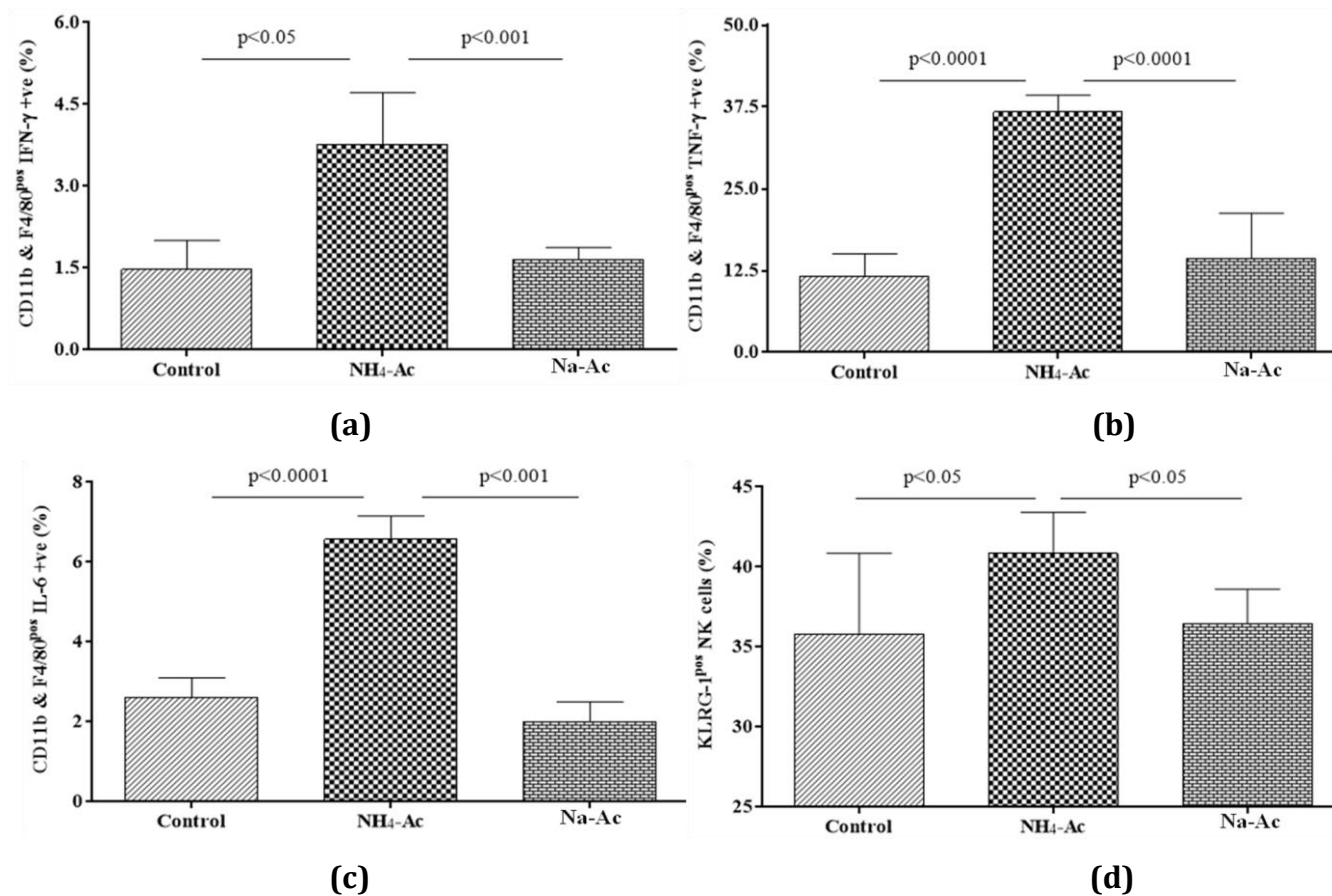 CD11b & F4/80pos IFN-γ +ve (%)
6.0
4.5
3.0
1.5
0.0
p<0.05
p<0.001
Control
NH4-Ac
Na-Ac
(a)
CD11b & F4/80pos TNF-γ +ve (%)
50.0
37.5
25.0
12.5
0.0
p<0.0001
p<0.0001
Control
NH4-Ac
Na-Ac
(b)
CD11b & F4/80pos IL-6 +ve (%)
8
6
4
2
0
p<0.0001
p<0.001
Control
NH4-Ac
Na-Ac
(c)
KLRG-1pos NK cells (%)
45
40
35
30
25
p<0.05
p<0.05
Control
NH4-Ac
Na-Ac
(d)